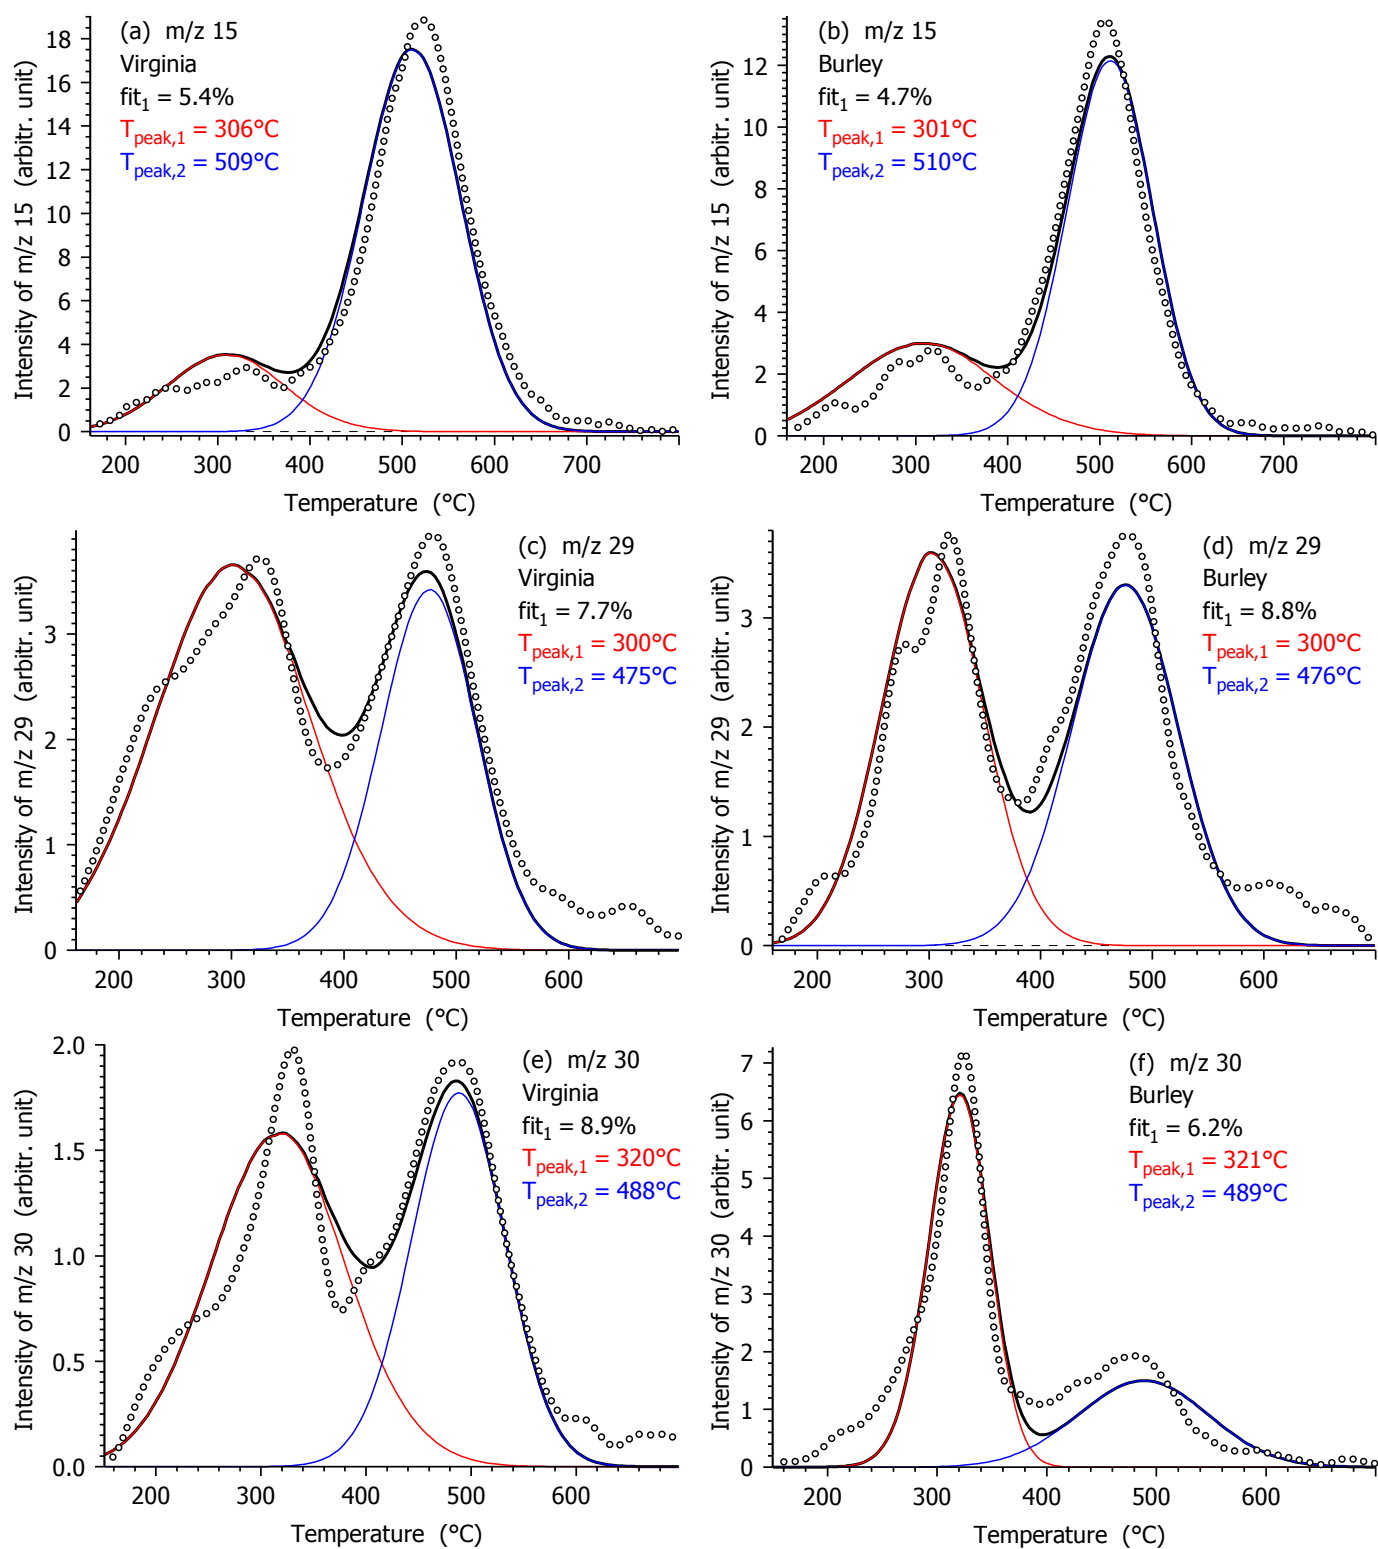 (a) m/z 15
Virginia
fit₁ = 5.4%
Tpeak,1 = 306°C
Tpeak,2 = 509°C
Intensity of m/z 15 (arbitr. unit)
18
16
14
12
10
8
6
4
2
0
200 300 400 500 600 700
Temperature (°C)
(b) m/z 15
Burley
fit₁ = 4.7%
Tpeak,1 = 301°C
Tpeak,2 = 510°C
Intensity of m/z 15 (arbitr. unit)
12
10
8
6
4
2
0
200 300 400 500 600 700
Temperature (°C)
(c) m/z 29
Virginia
fit₁ = 7.7%
Tpeak,1 = 300°C
Tpeak,2 = 475°C
Intensity of m/z 29 (arbitr. unit)
3
2
1
0
200 300 400 500 600
Temperature (°C)
(d) m/z 29
Burley
fit₁ = 8.8%
Tpeak,1 = 300°C
Tpeak,2 = 476°C
Intensity of m/z 29 (arbitr. unit)
3
2
1
0
200 300 400 500 600
Temperature (°C)
(e) m/z 30
Virginia
fit₁ = 8.9%
Tpeak,1 = 320°C
Tpeak,2 = 488°C
Intensity of m/z 30 (arbitr. unit)
2.0
1.5
1.0
0.5
0.0
200 300 400 500 600
Temperature (°C)
(f) m/z 30
Burley
fit₁ = 6.2%
Tpeak,1 = 321°C
Tpeak,2 = 489°C
Intensity of m/z 30 (arbitr. unit)
7
6
5
4
3
2
1
0
200 300 400 500 600
Temperature (°C)